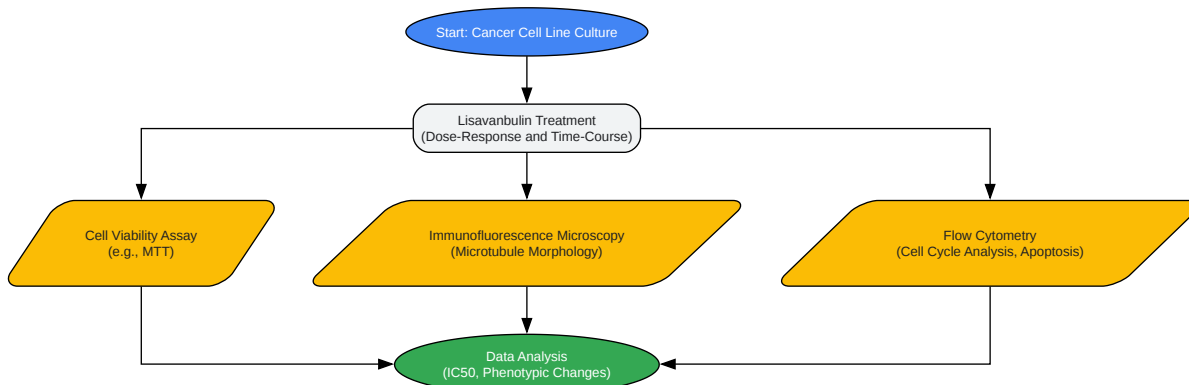 Start: Cancer Cell Line Culture
Lisavanbulin Treatment
(Dose-Response and Time-Course)
Cell Viability Assay
(e.g., MTT)
Immunofluorescence Microscopy
(Microtubule Morphology)
Flow Cytometry
(Cell Cycle Analysis, Apoptosis)
Data Analysis
(IC50, Phenotypic Changes)